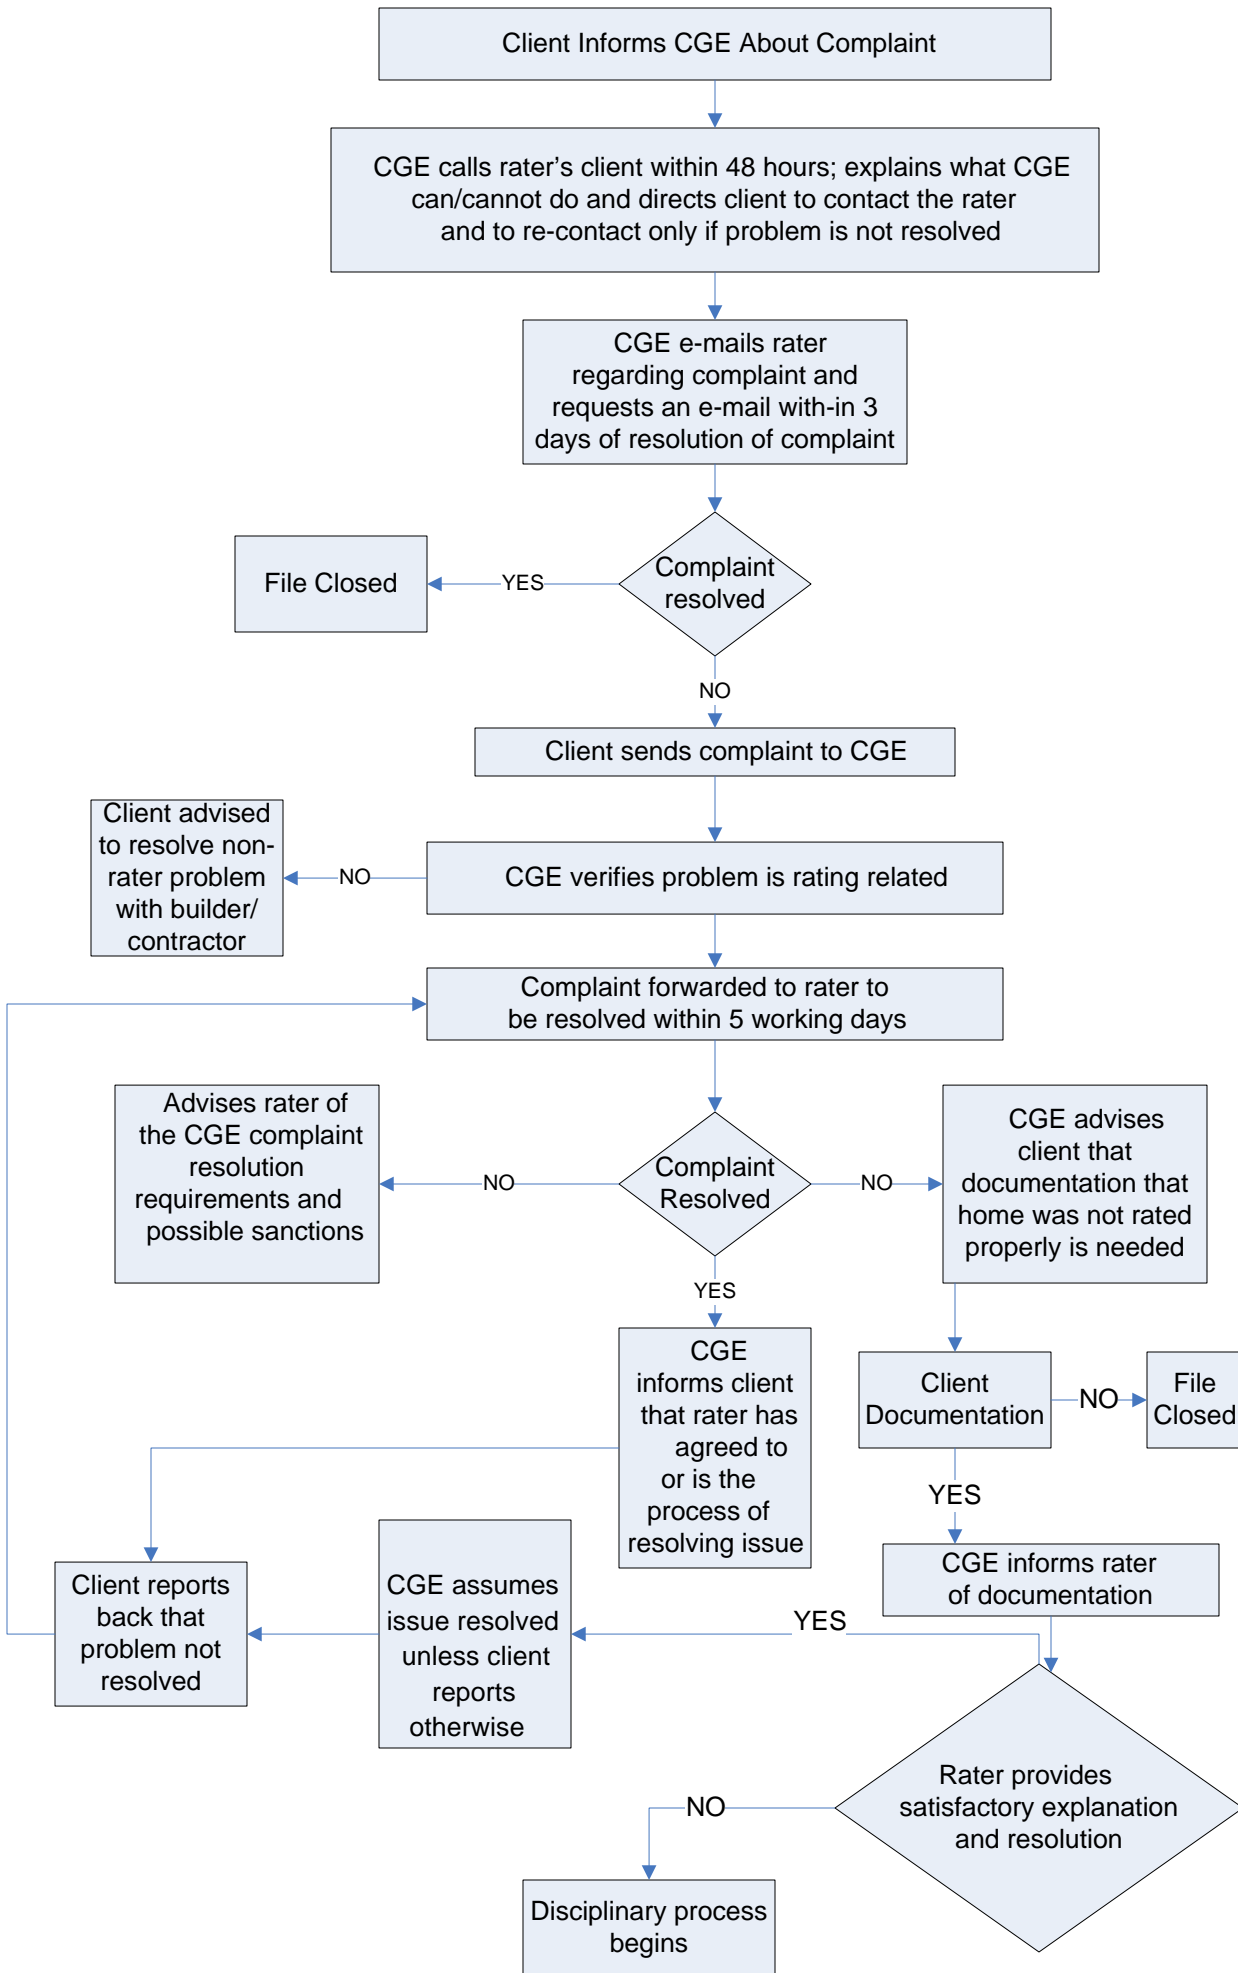 Client Informs CGE About Complaint
CGE calls rater’s client within 48 hours; explains what CGE
can/cannot do and directs client to contact the rater
and to re-contact only if problem is not resolved
CGE e-mails rater
regarding complaint and
requests an e-mail with-in 3
days of resolution of complaint
Complaint
resolved
YES
File Closed
NO
Client sends complaint to CGE
CGE verifies problem is rating related
NO
Client advised
to resolve non-
rater problem
with builder/
contractor
Complaint forwarded to rater to
be resolved within 5 working days
Complaint
Resolved
NO
Advises rater of
the CGE complaint
resolution
requirements and
possible sanctions
NO
CGE advises
client that
documentation that
home was not rated
properly is needed
YES
CGE
informs client
that rater has
agreed to
or is the
process of
resolving issue
Client
Documentation
NO
File
Closed
YES
CGE informs rater
of documentation
Client reports
back that
problem not
resolved
CGE assumes
issue resolved
unless client
reports
otherwise
YES
Rater provides
satisfactory explanation
and resolution
NO
Disciplinary process
begins